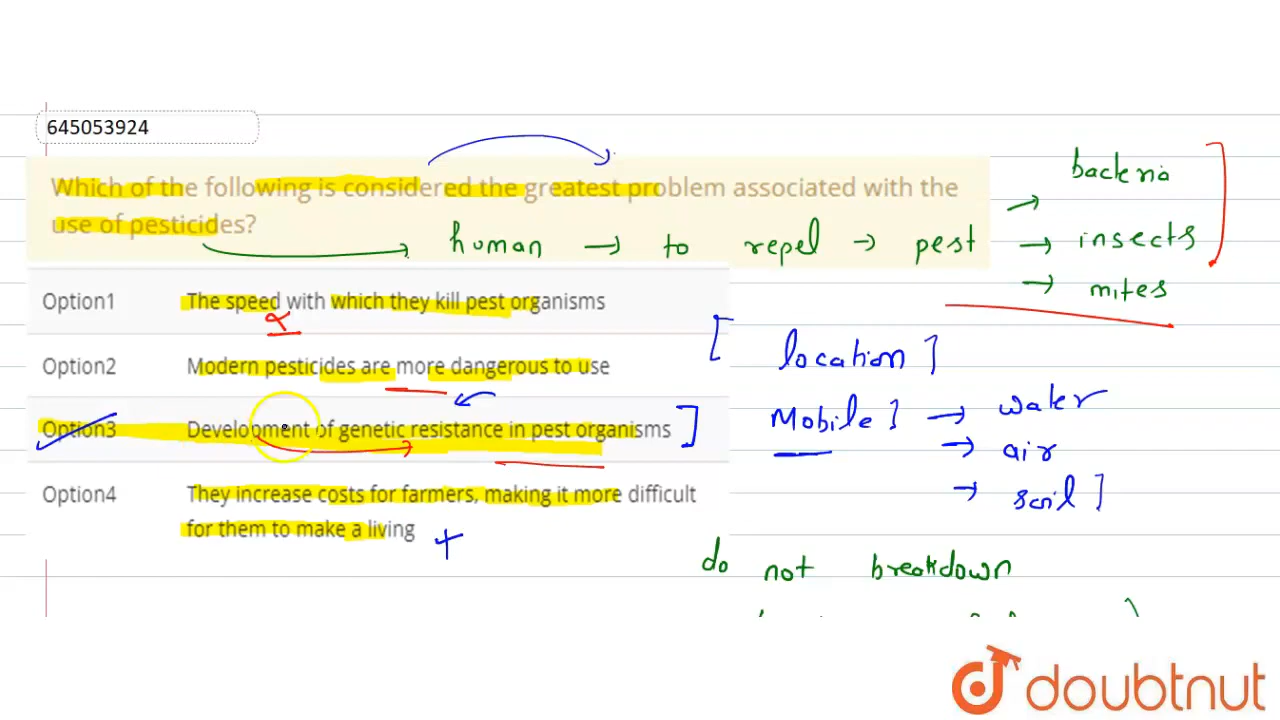 645053924
Which of the following is considered the greatest problem associated with the
use of pesticides?
human → to repel → pest
→ bacteria
→ insects
→ mites
Option1 The speed with which they kill pest organisms
Option2 Modern pesticides are more dangerous to use
Option3 Development of genetic resistance in pest organisms ]
Option4 They increase costs for farmers, making it more difficult
for them to make a living
[ location ]
Mobile ] → water
→ air
→ soil ]
do not breakdown
doubtnut